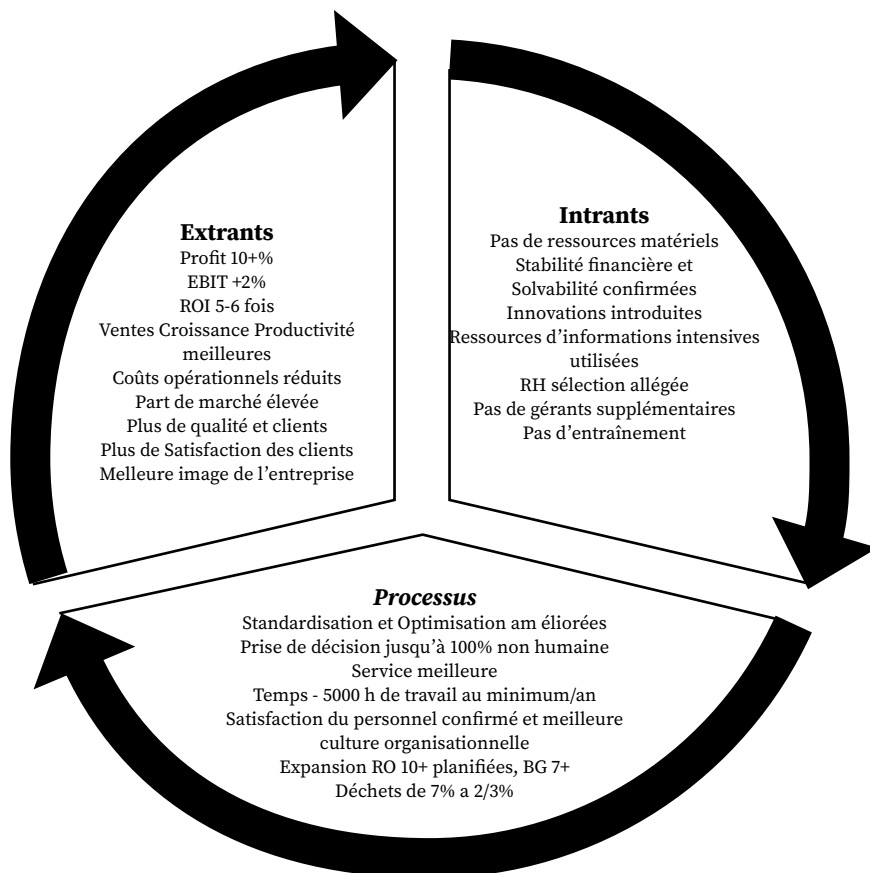 Extrants
Profit 10+%
EBIT +2%
ROI 5-6 fois
Ventes Croissance Productivité
meilleures
Coûts opérationnels réduits
Part de marché élevée
Plus de qualité et clients
Plus de Satisfaction des clients
Melleure image de l’entreprise
Intrants
Pas de ressources matériels
Stabilité financière et
Solvabilité confirmées
Innovations introduites
Ressources d’informations intensives
utilisées
RH sélection allégée
Pas de gérants supplémentaires
Pas d’entraînement
Processus
Standardisation et Optimisation am éliorées
Prise de décision jusqu’à 100% non humaine
Service meilleure
Temps - 5000 h de travail au minimum/an
Satisfaction du personnel confirmé et meilleure
culture organisationnelle
Expansion RO 10+ planifiées, BG 7+
Déchets de 7% a 2/3%